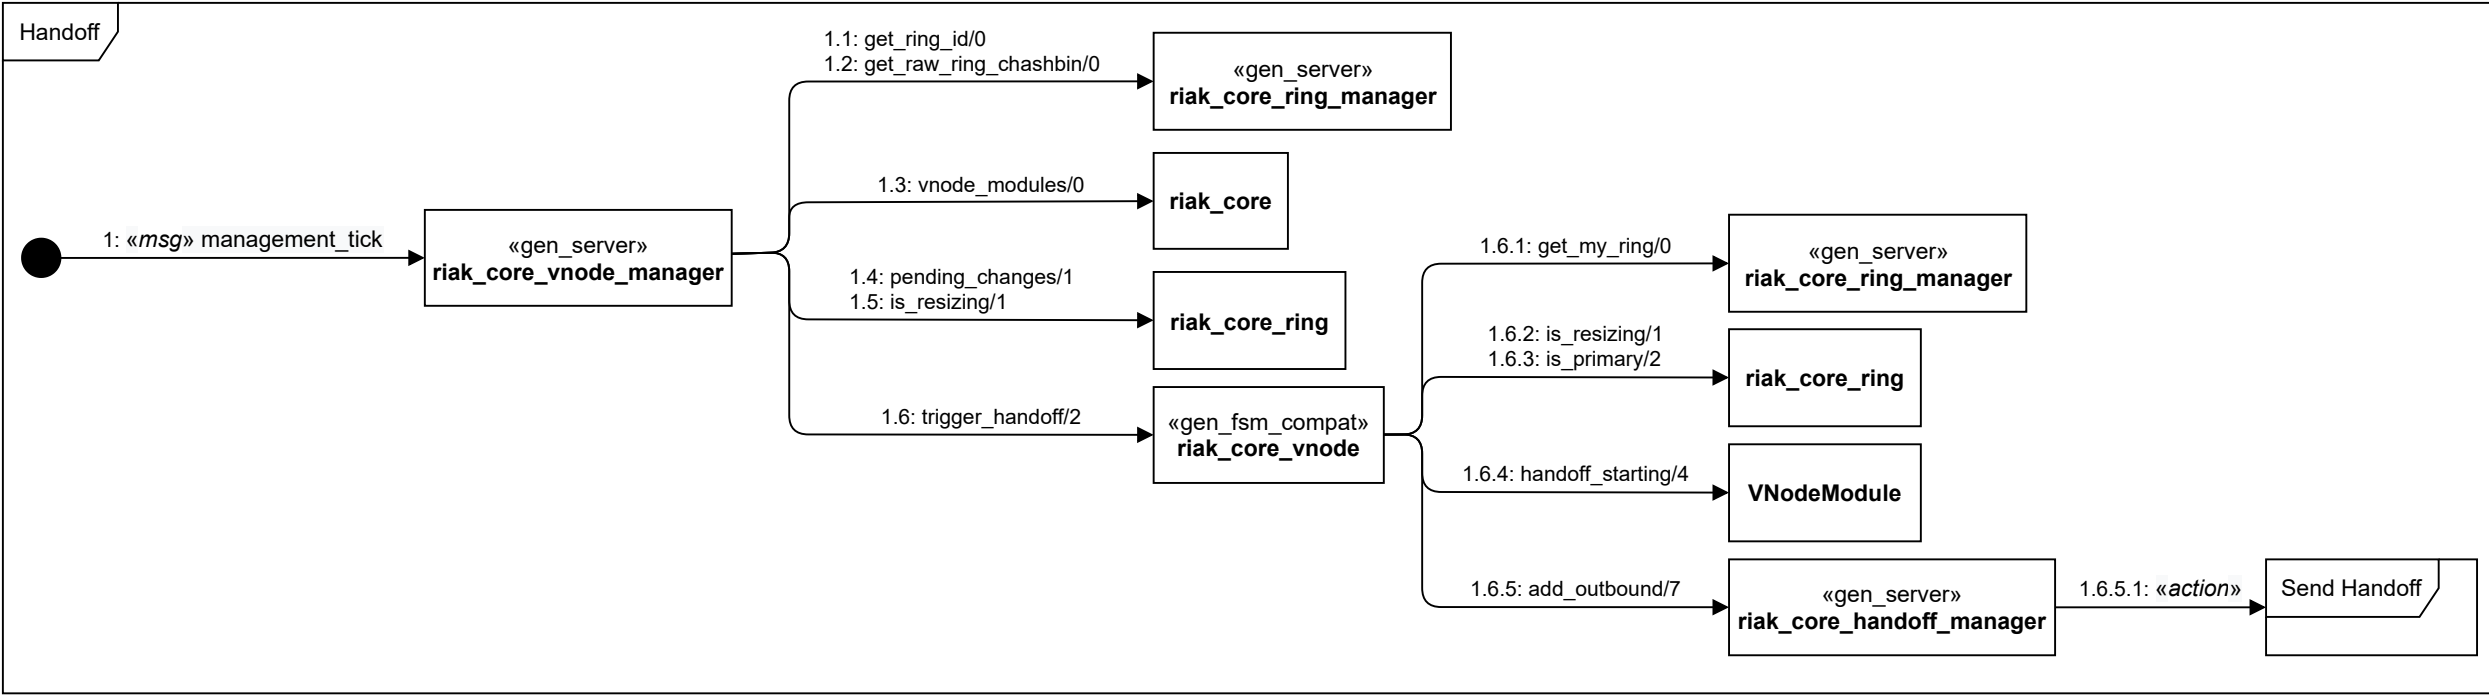 Handoff
1: «msg» management_tick
«gen_server»
riak_core_vnode_manager
1.1: get_ring_id/0
1.2: get_raw_ring_chashbin/0
«gen_server»
riak_core_ring_manager
1.3: vnode_modules/0
riak_core
1.4: pending_changes/1
1.5: is_resizing/1
riak_core_ring
1.6: trigger_handoff/2
«gen_fsm_compat»
riak_core_vnode
1.6.1: get_my_ring/0
«gen_server»
riak_core_ring_manager
1.6.2: is_resizing/1
1.6.3: is_primary/2
riak_core_ring
1.6.4: handoff_starting/4
VNodeModule
1.6.5: add_outbound/7
«gen_server»
riak_core_handoff_manager
1.6.5.1: «action»
Send Handoff